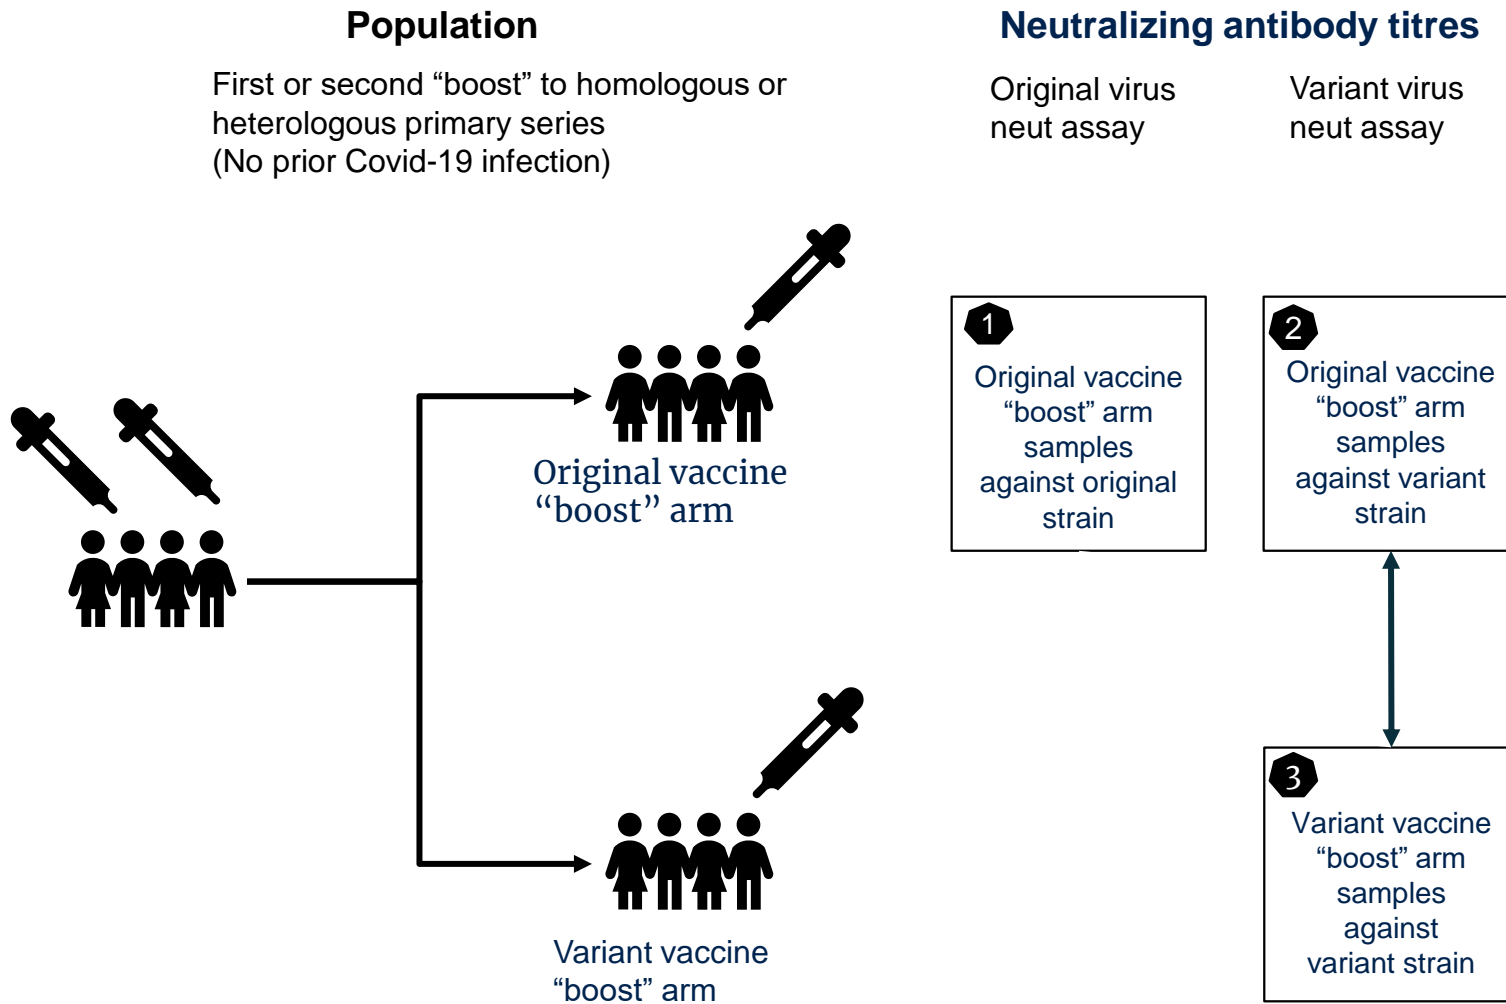 Population
First or second “boost” to homologous or
heterologous primary series
(No prior Covid-19 infection)
Neutralizing antibody titres
Original virus
neut assay
Variant virus
neut assay
Original vaccine
“boost” arm
Variant vaccine
“boost” arm
1
Original vaccine
“boost” arm
samples
against original
strain
2
Original vaccine
“boost” arm
samples
against variant
strain
3
Variant vaccine
“boost” arm
samples
against
variant strain